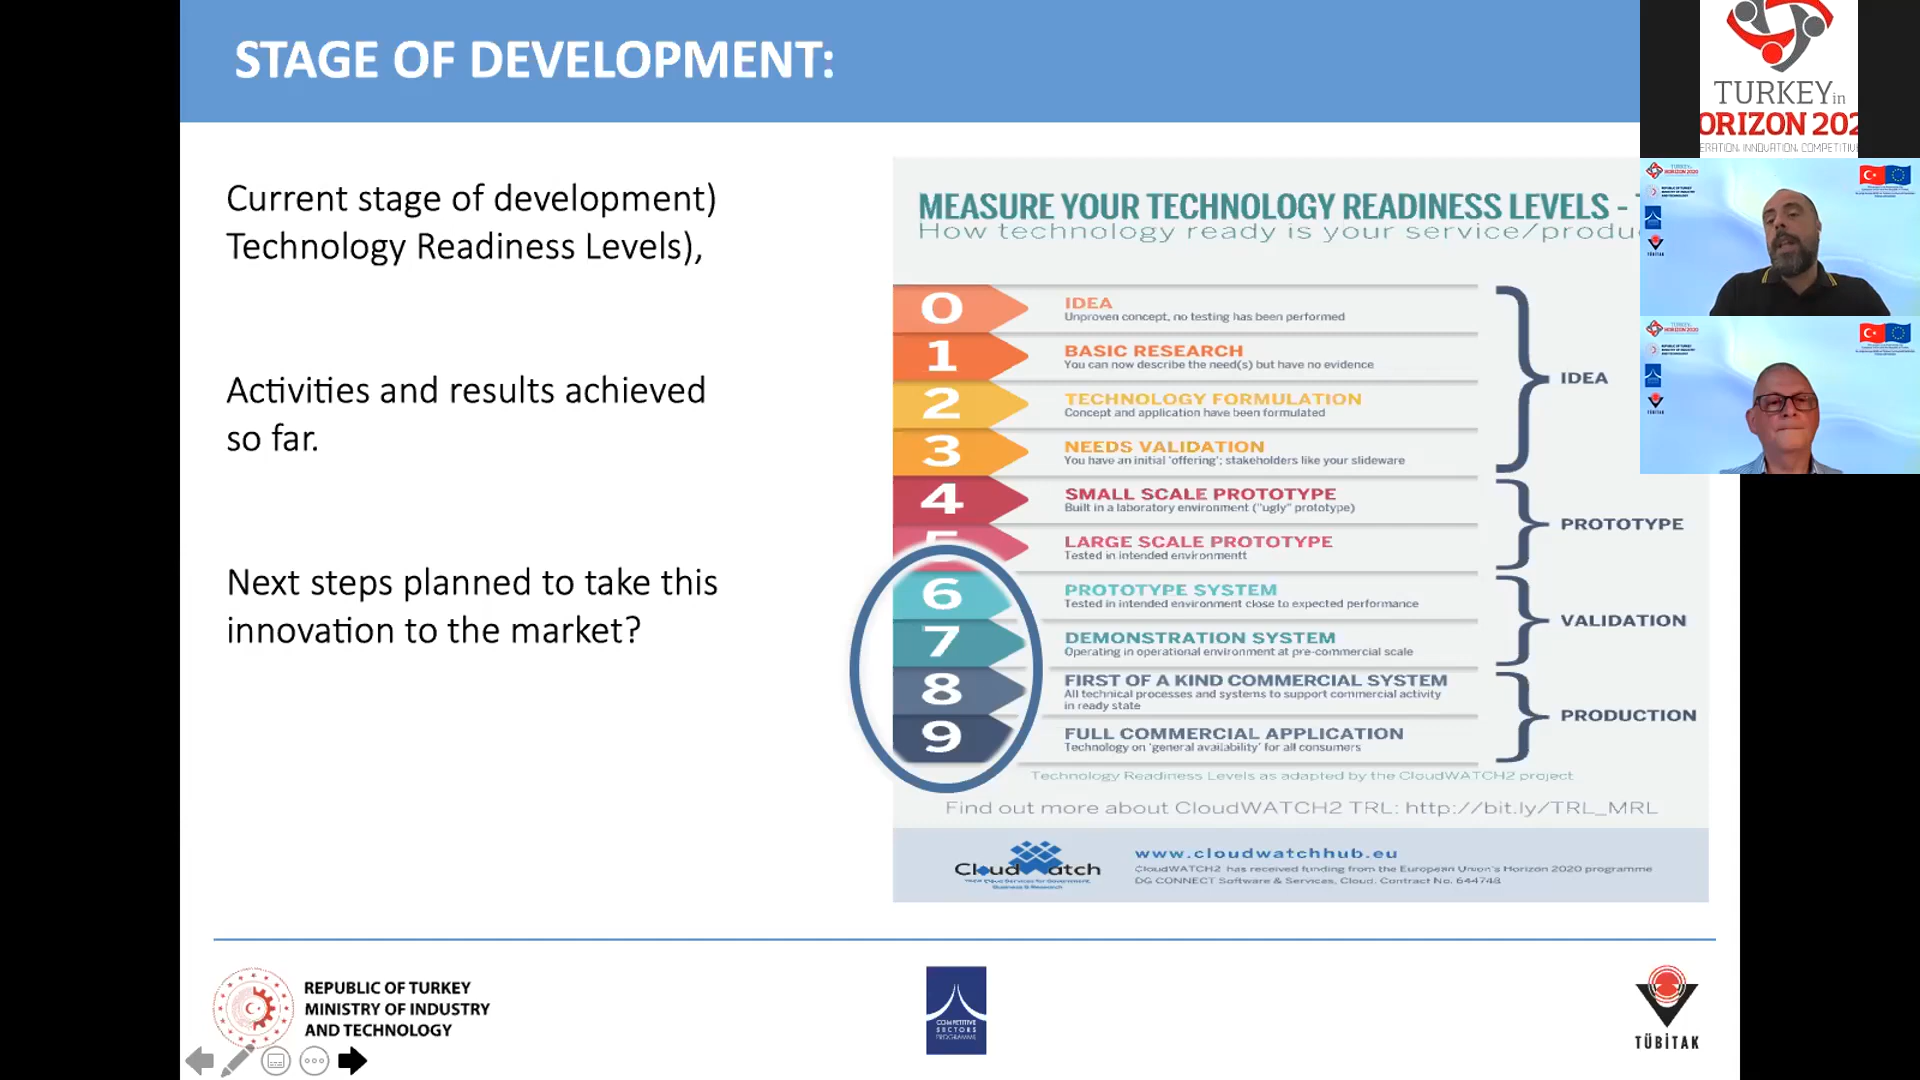 STAGE OF DEVELOPMENT:
Current stage of development)
Technology Readiness Levels),
Activities and results achieved
so far.
Next steps planned to take this
innovation to the market?
MEASURE YOUR TECHNOLOGY READINESS LEVELS -
How technology ready is your service/produ
0
IDEA
Unproven concept, no testing has been performed
1
BASIC RESEARCH
You can now describe the need(s) but have no evidence
2
TECHNOLOGY FORMULATION
Concept and application have been formulated
3
NEEDS VALIDATION
You have an initial 'offering'; stakeholders like your slideware
IDEA
4
SMALL SCALE PROTOTYPE
Built in a laboratory environment ("ugly" prototype)
5
LARGE SCALE PROTOTYPE
Tested in intended environmentt
PROTOTYPE
6
PROTOTYPE SYSTEM
Tested in intended environment close to expected performance
7
DEMONSTRATION SYSTEM
Operating in operational environment at pre-commercial scale
VALIDATION
8
FIRST OF A KIND COMMERCIAL SYSTEM
All technical processes and systems to support commercial activity
in ready state
9
FULL COMMERCIAL APPLICATION
Technology on 'general availability' for all consumers
PRODUCTION
Technology Readiness Levels as adapted by the CloudWATCH2 project
Find out more about CloudWATCH2 TRL: http://bit.ly/TRL_MRL
CloudWatch
www.cloudwatchhub.eu
CloudWATCH2 has received funding from the European Union's Horizon 2020 programme
DG CONNECT Software & Services, Cloud. Contract No. 644748
REPUBLIC OF TURKEY
MINISTRY OF INDUSTRY
AND TECHNOLOGY
COMPETITIVE
SECTORS
PROGRAMME
TÜBİTAK
TURKEY in
ORIZON 202
ERATION, INNOVATION, COMPETITIV
TÜBİTAK
TÜBİTAK